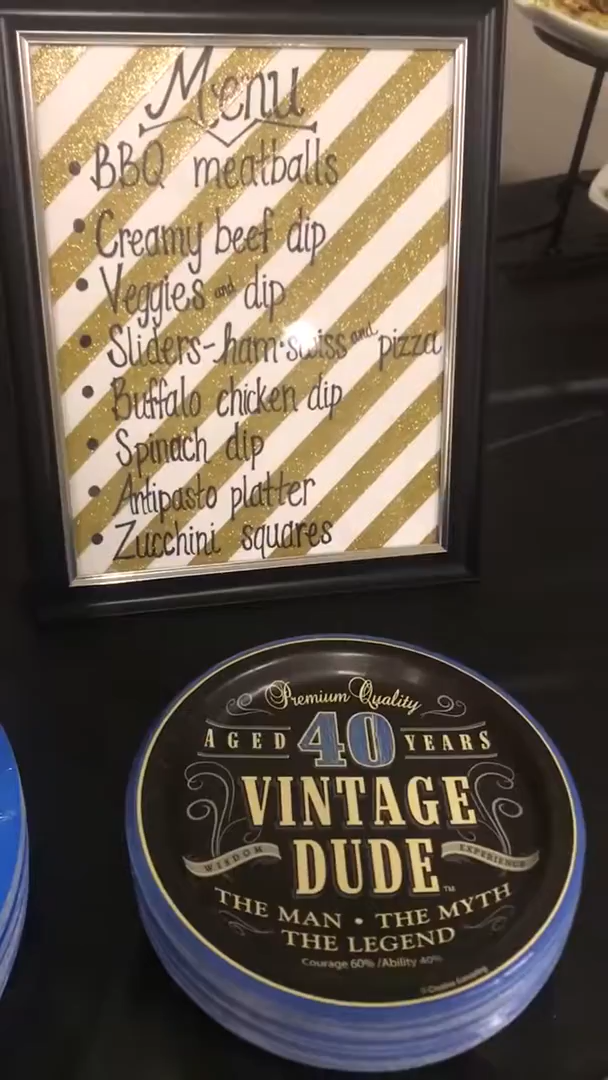 Menu
• BBQ meatballs
• Creamy beef dip
• Veggies and dip
• Sliders-ham·swiss and pizza
• Buffalo chicken dip
• Spinach dip
• Antipasto platter
• Zucchini squares
Premium Quality
AGED 40 YEARS
VINTAGE
WISDOM DUDE™ EXPERIENCE
THE MAN • THE MYTH
THE LEGEND
Courage 60% /Ability 40%